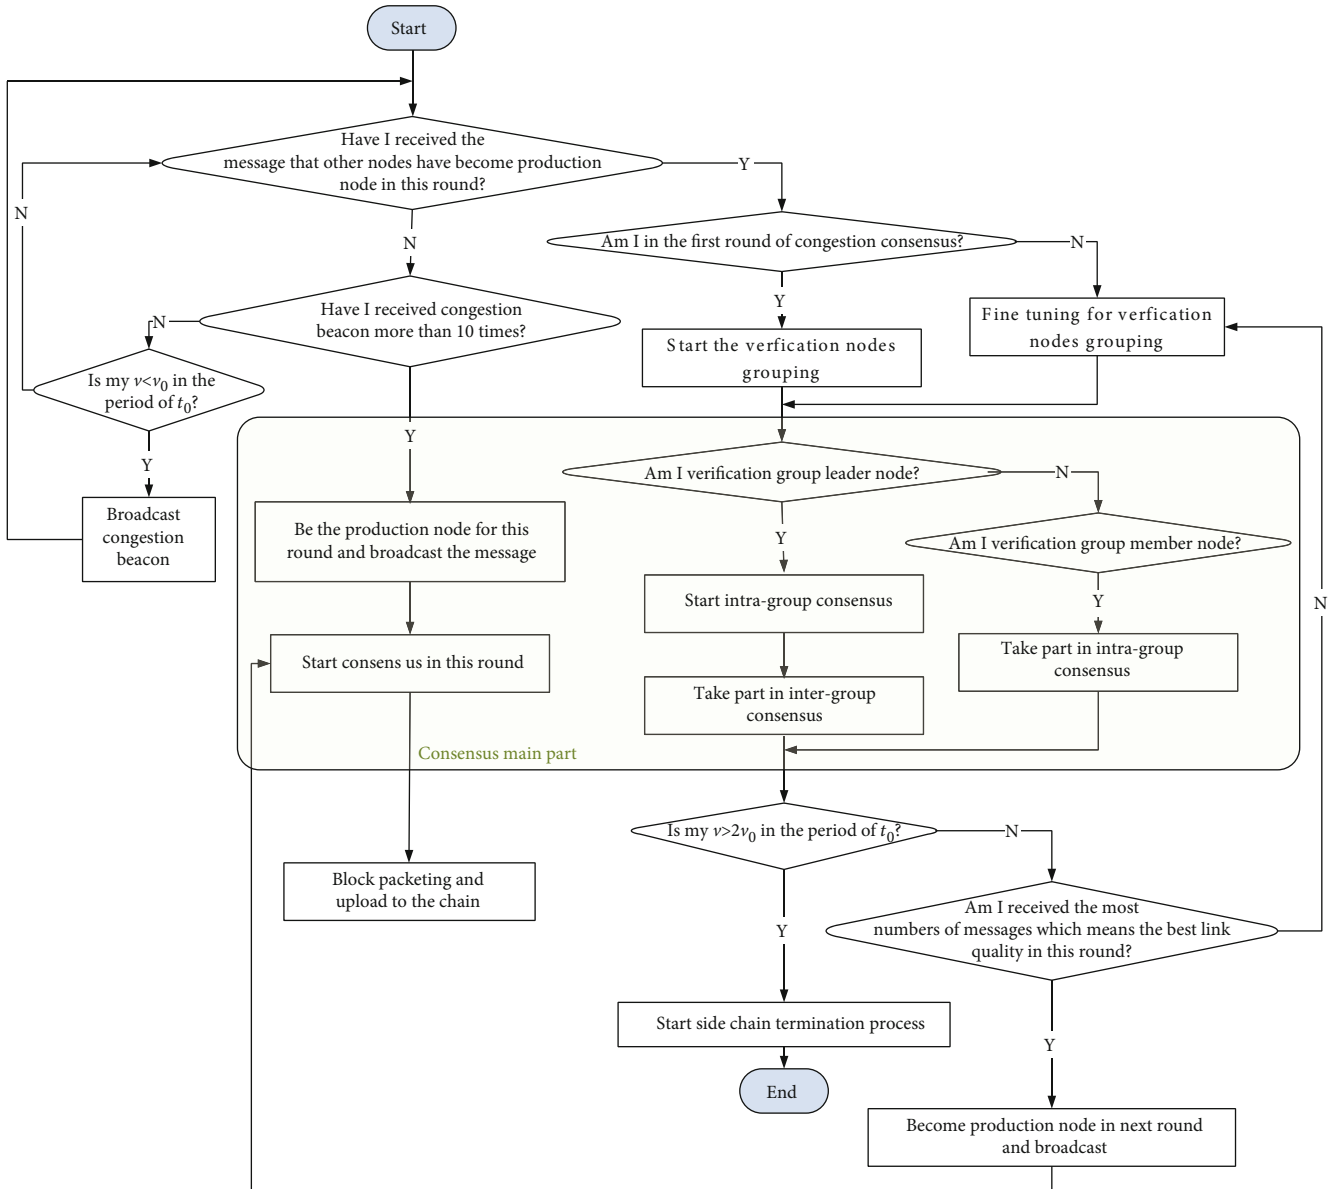 Start
Have I received the
message that other nodes have become production
node in this round?
Y
N
N
Am I in the first round of congestion consensus?
N
Y
Have I received congestion
beacon more than 10 times?
N
Fine tuning for verfication
nodes grouping
Start the verfication nodes
grouping
Is my v<v₀ in the
period of t₀?
Y
Y
Broadcast
congestion
beacon
Am I verification group leader node?
N
Y
Be the production node for this
round and broadcast the message
Am I verification group member node?
Y
Start intra-group consensus
N
Start consens us in this round
Take part in intra-group
consensus
Take part in inter-group
consensus
Consensus main part
Is my v>2v₀ in the period of t₀?
N
Block packeting and
upload to the chain
Y
Am I received the most
numbers of messages which means the best link
quality in this round?
Start side chain termination process
Y
End
Become production node in next round
and broadcast